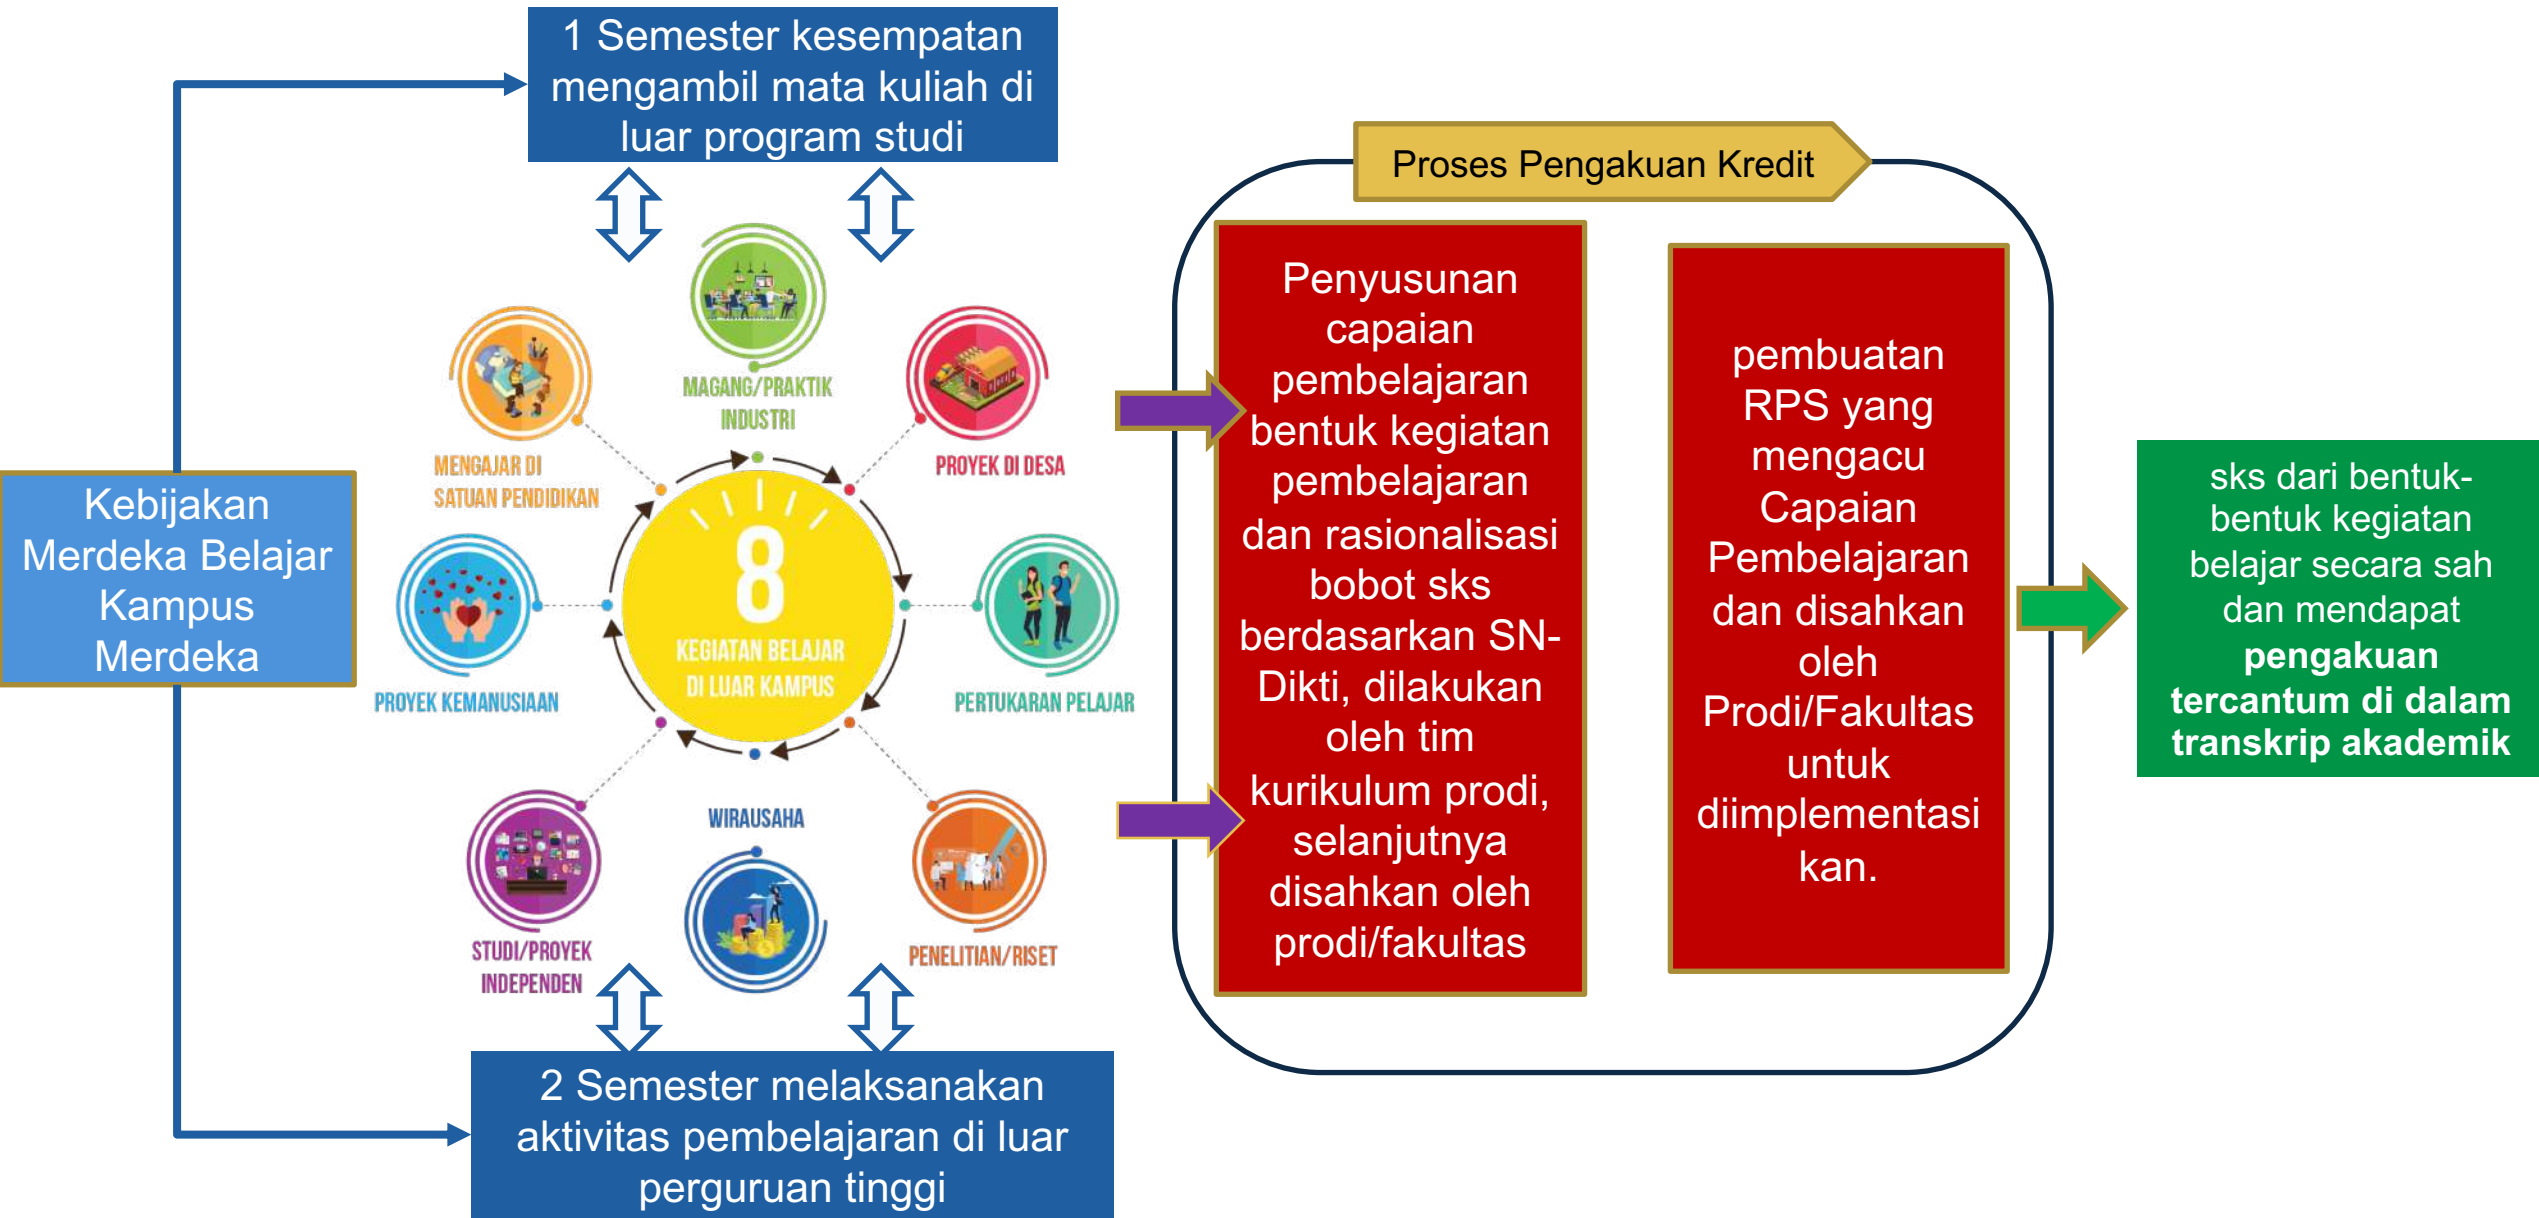 1 Semester kesempatan
mengambil mata kuliah di
luar program studi
Kebijakan
Merdeka Belajar
Kampus
Merdeka
MAGANG/PRAKTIK
INDUSTRI
MENGAJAR DI
SATUAN PENDIDIKAN
PROYEK DI DESA
8
KEGIATAN BELAJAR
DI LUAR KAMPUS
PROYEK KEMANUSIAAN
PERTUKARAN PELAJAR
WIRAUSAHA
STUDI/PROYEK
INDEPENDEN
PENELITIAN/RISET
2 Semester melaksanakan
aktivitas pembelajaran di luar
perguruan tinggi
Proses Pengakuan Kredit
Penyusunan
capaian
pembelajaran
bentuk kegiatan
pembelajaran
dan rasionalisasi
bobot sks
berdasarkan SN-
Dikti, dilakukan
oleh tim
kurikulum prodi,
selanjutnya
disahkan oleh
prodi/fakultas
pembuatan
RPS yang
mengacu
Capaian
Pembelajaran
dan disahkan
oleh
Prodi/Fakultas
untuk
diimplementasi
kan.
sks dari bentuk-
bentuk kegiatan
belajar secara sah
dan mendapat
pengakuan
tercantum di dalam
transkrip akademik